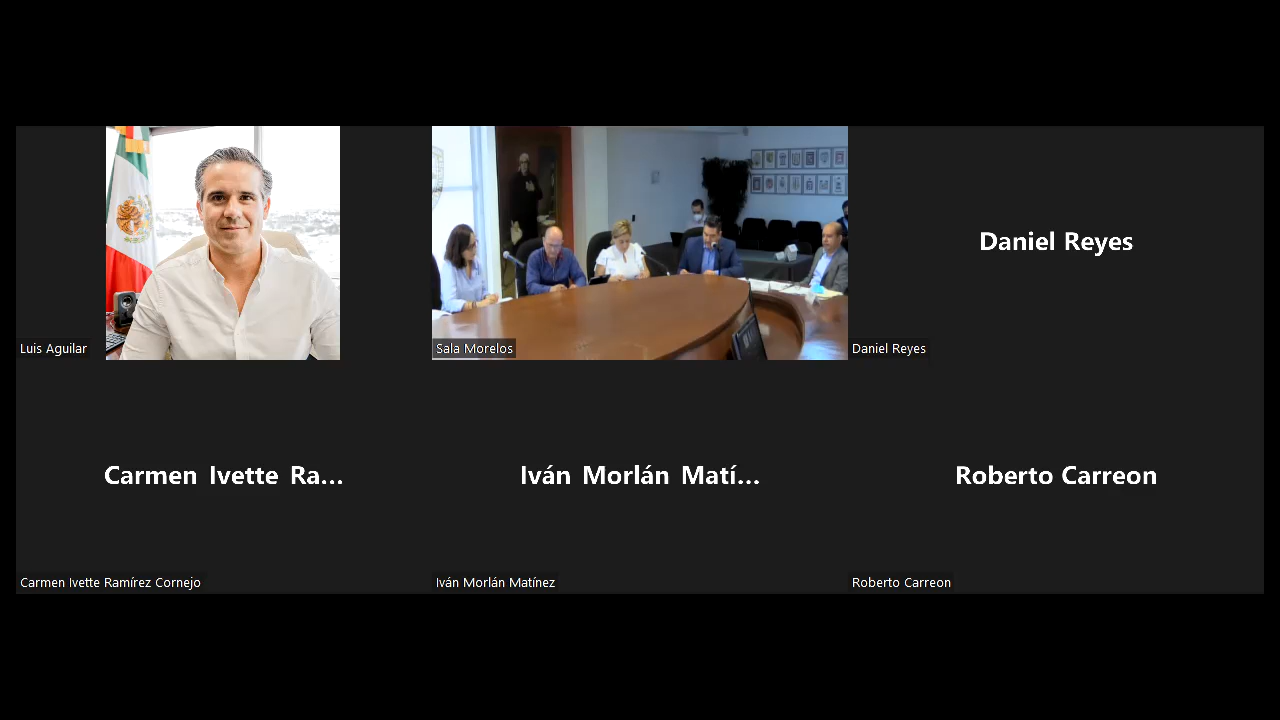 Luis Aguilar
Sala Morelos
Daniel Reyes
Daniel Reyes
Carmen Ivette Ra...
Carmen Ivette Ramírez Cornejo
Iván Morlán Matí...
Iván Morlán Matínez
Roberto Carreon
Roberto Carreon